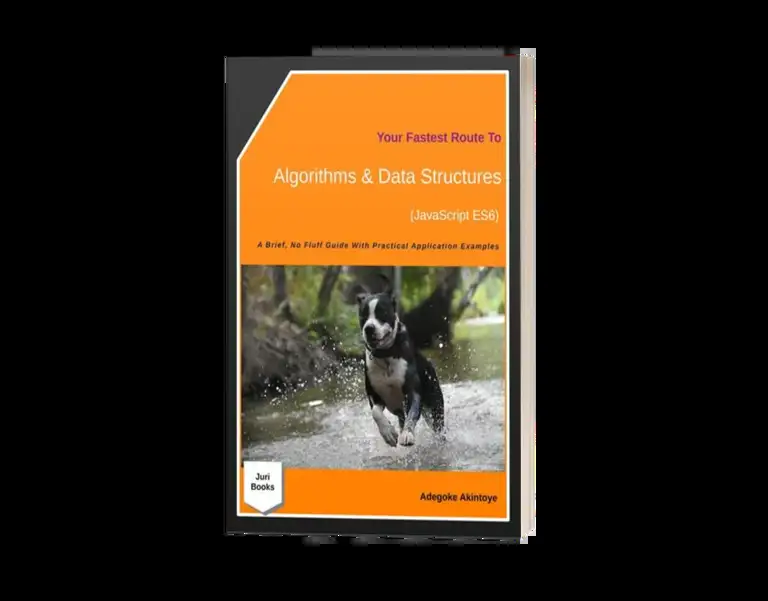 Your Fastest Route To
Algorithms & Data Structures
(JavaScript ES6)
A Brief, No Fluff Guide With Practical Application Examples
Juri
Books
Adegoke Akintoye